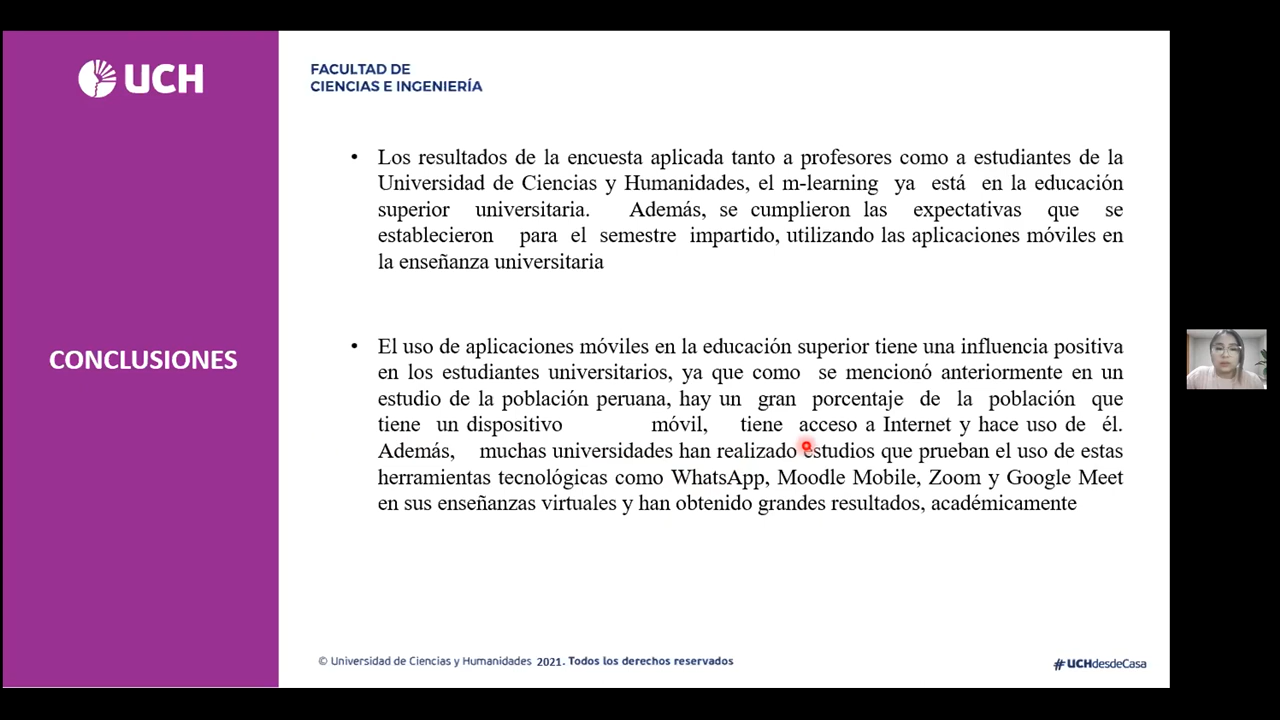 UCH
FACULTAD DE
CIENCIAS E INGENIERÍA
CONCLUSIONES
• Los resultados de la encuesta aplicada tanto a profesores como a estudiantes de la
Universidad de Ciencias y Humanidades, el m-learning ya está en la educación
superior universitaria. Además, se cumplieron las expectativas que se
establecieron para el semestre impartido, utilizando las aplicaciones móviles en
la enseñanza universitaria
• El uso de aplicaciones móviles en la educación superior tiene una influencia positiva
en los estudiantes universitarios, ya que como se mencionó anteriormente en un
estudio de la población peruana, hay un gran porcentaje de la población que
tiene un dispositivo móvil, tiene acceso a Internet y hace uso de él.
Además, muchas universidades han realizado estudios que prueban el uso de estas
herramientas tecnológicas como WhatsApp, Moodle Mobile, Zoom y Google Meet
en sus enseñanzas virtuales y han obtenido grandes resultados, académicamente
© Universidad de Ciencias y Humanidades 2021. Todos los derechos reservados
#UCHdesdeCasa